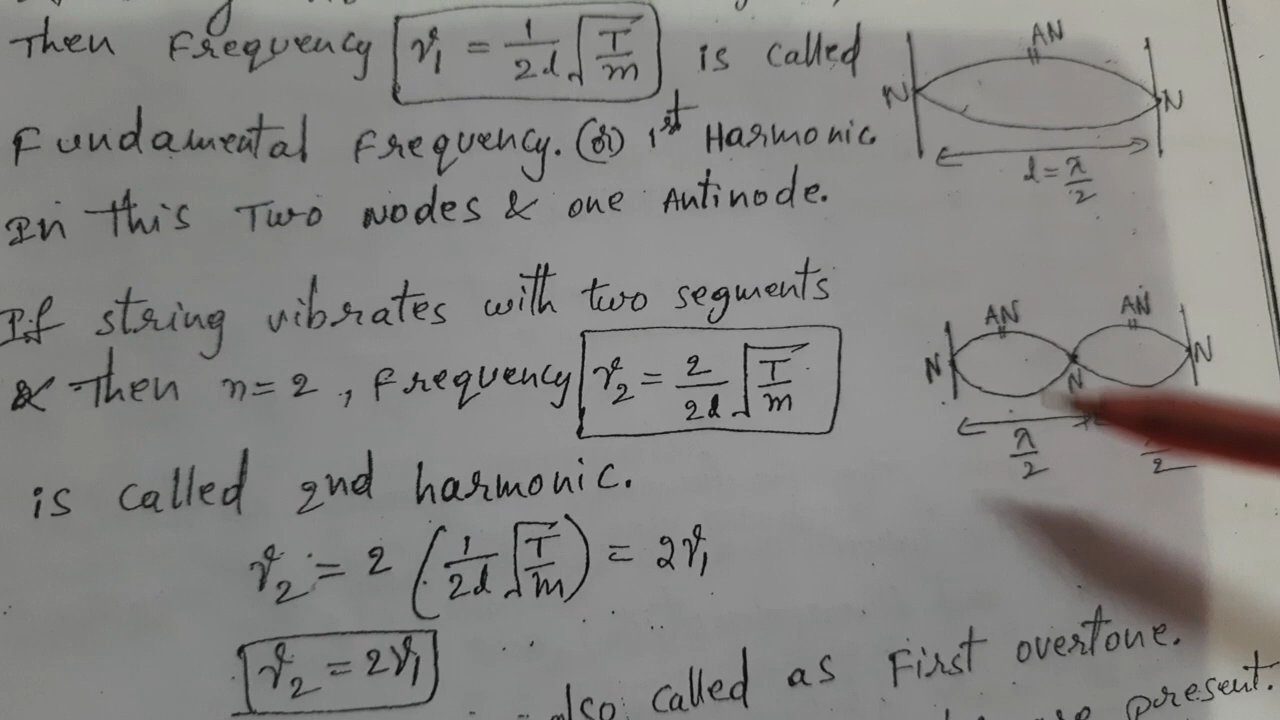 Then Frequency ν₁ = 1/2l √T/m is called
Fundamental Frequency. (or) 1st Harmonic.
In this Two Nodes & one Antinode.
If string vibrates with two segments
& Then n=2, Frequency ν₂ = 2/2l √T/m
is called 2nd harmonic.
ν₂ = 2 (1/2l √T/m) = 2ν₁
ν₂ = 2ν₁
also called as First overtone.
present.
AN
N N
l = λ/2
AN AN
N N N
λ/2